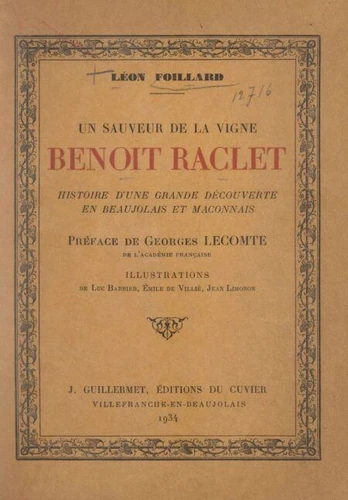 LÉON FOILLARD
12716
UN SAUVEUR DE LA VIGNE
BENOIT RACLET
HISTOIRE D'UNE GRANDE DÉCOUVERTE
EN BEAUJOLAIS ET MACONNAIS
PRÉFACE DE GEORGES LECOMTE
DE L'ACADÉMIE FRANÇAISE
ILLUSTRATIONS
DE LUC BARBIER, ÉMILE DE VILLIÉ, JEAN
J. GUILLERMET, ÉDITIONS DU CUVIER
VILLEFRANCHE-EN-BEAUJOLAIS
1934